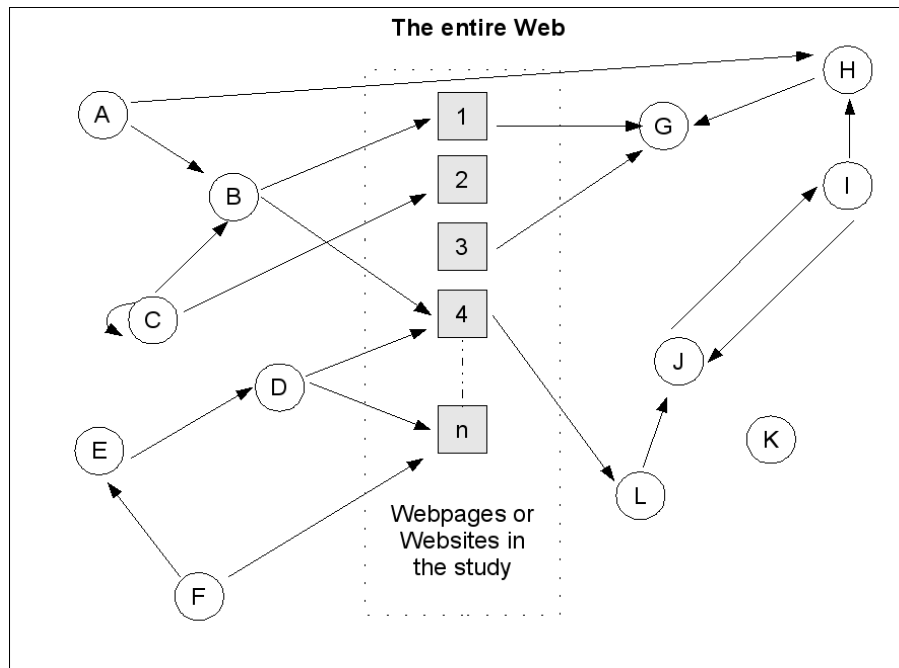 The entire Web
H
A
1
G
2
I
B
3
4
C
J
D
n
K
E
L
Webpages or
Websites in
the study
F